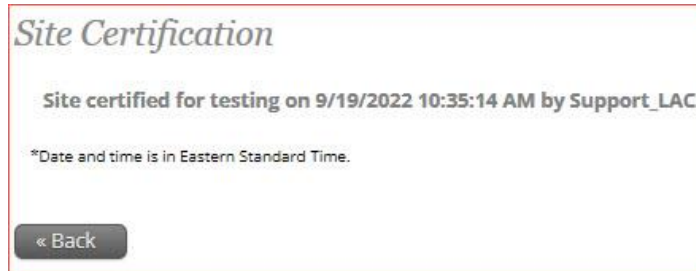 Site Certification
Site certified for testing on 9/19/2022 10:35:14 AM by Support_LAC
*Date and time is in Eastern Standard Time.
« Back